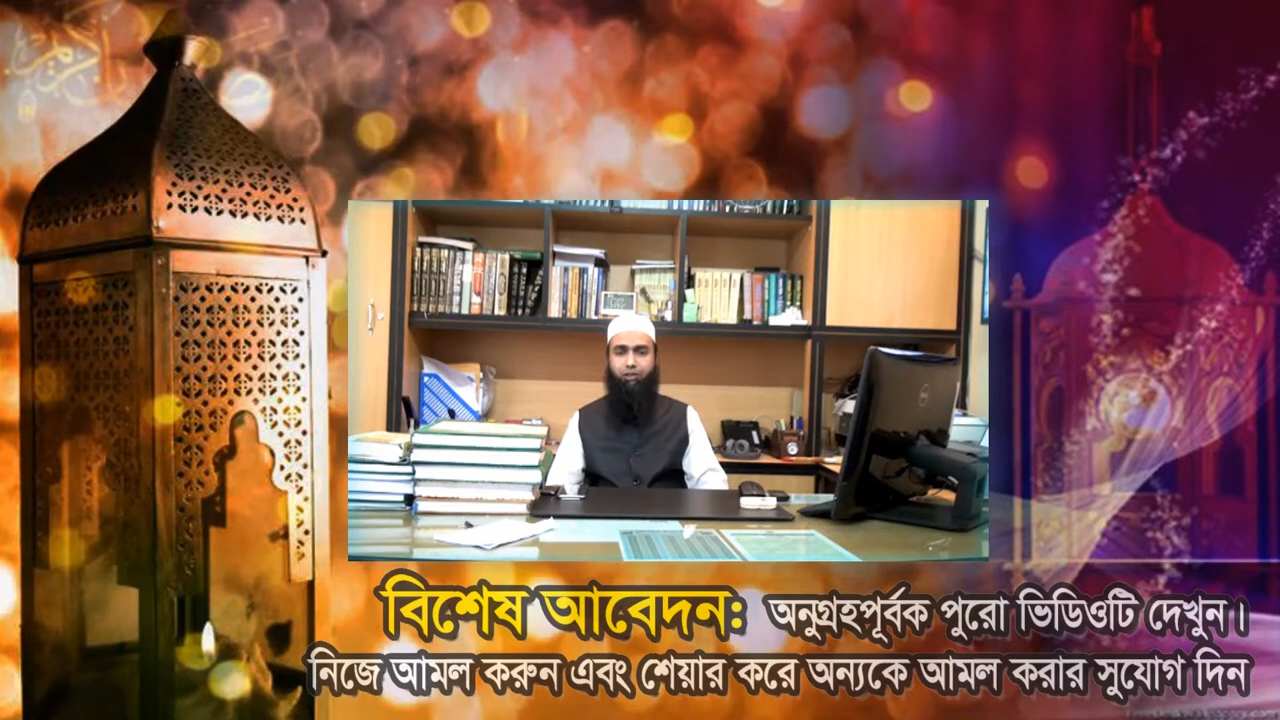 বিশেষ আবেদন: অনুগ্রহপূর্বক পুরো ভিডিওটি দেখুন।
নিজে আমল করুন এবং শেয়ার করে অন্যকে আমল করার সুযোগ দিন